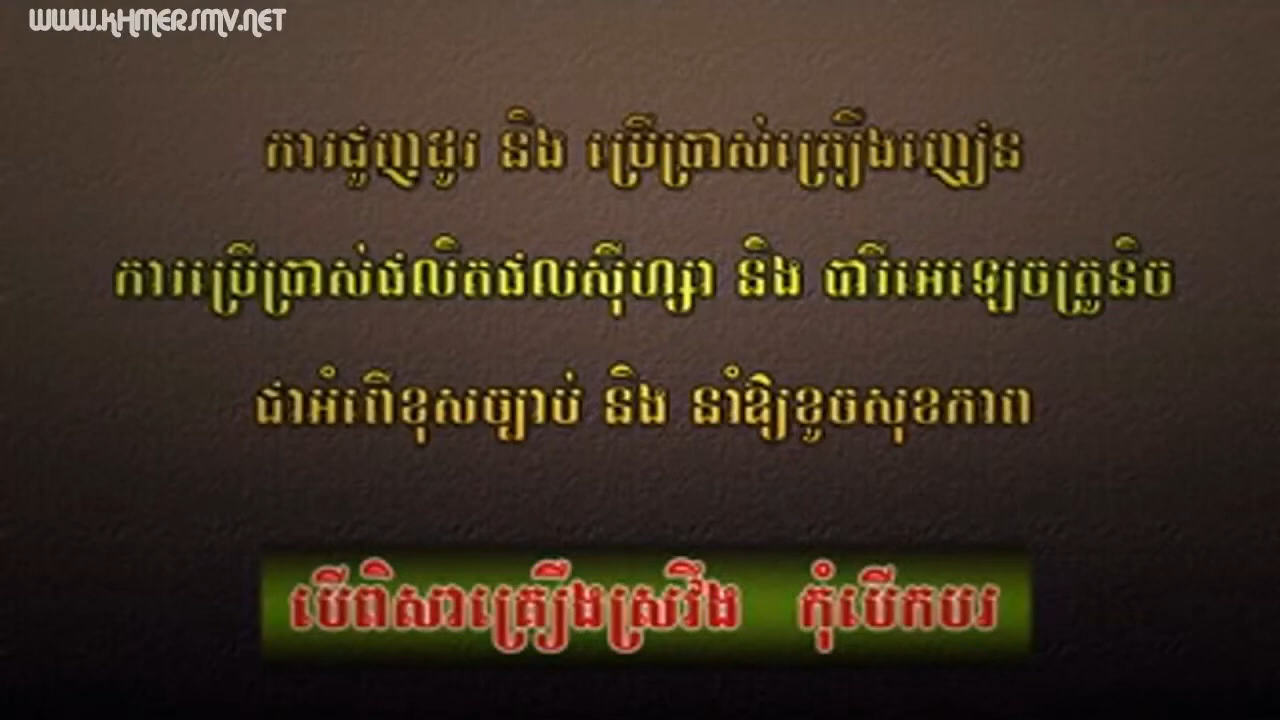 WWW.KHMERSMV.NET
ការជួញដូរ និង ប្រើប្រាស់គ្រឿងញៀន
ការប្រើប្រាស់ផលិតផលស៊ីហ្សា និង បារីអេឡេចត្រូនិច
ជាអំពើខុសច្បាប់ និង នាំឱ្យខូចសុខភាព
បើពិសាគ្រឿងស្រវឹង កុំបើកបរ